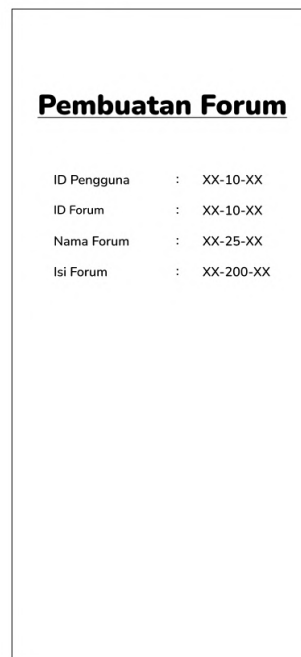 Pembuatan Forum
ID Pengguna : XX-10-XX
ID Forum : XX-10-XX
Nama Forum : XX-25-XX
Isi Forum : XX-200-XX